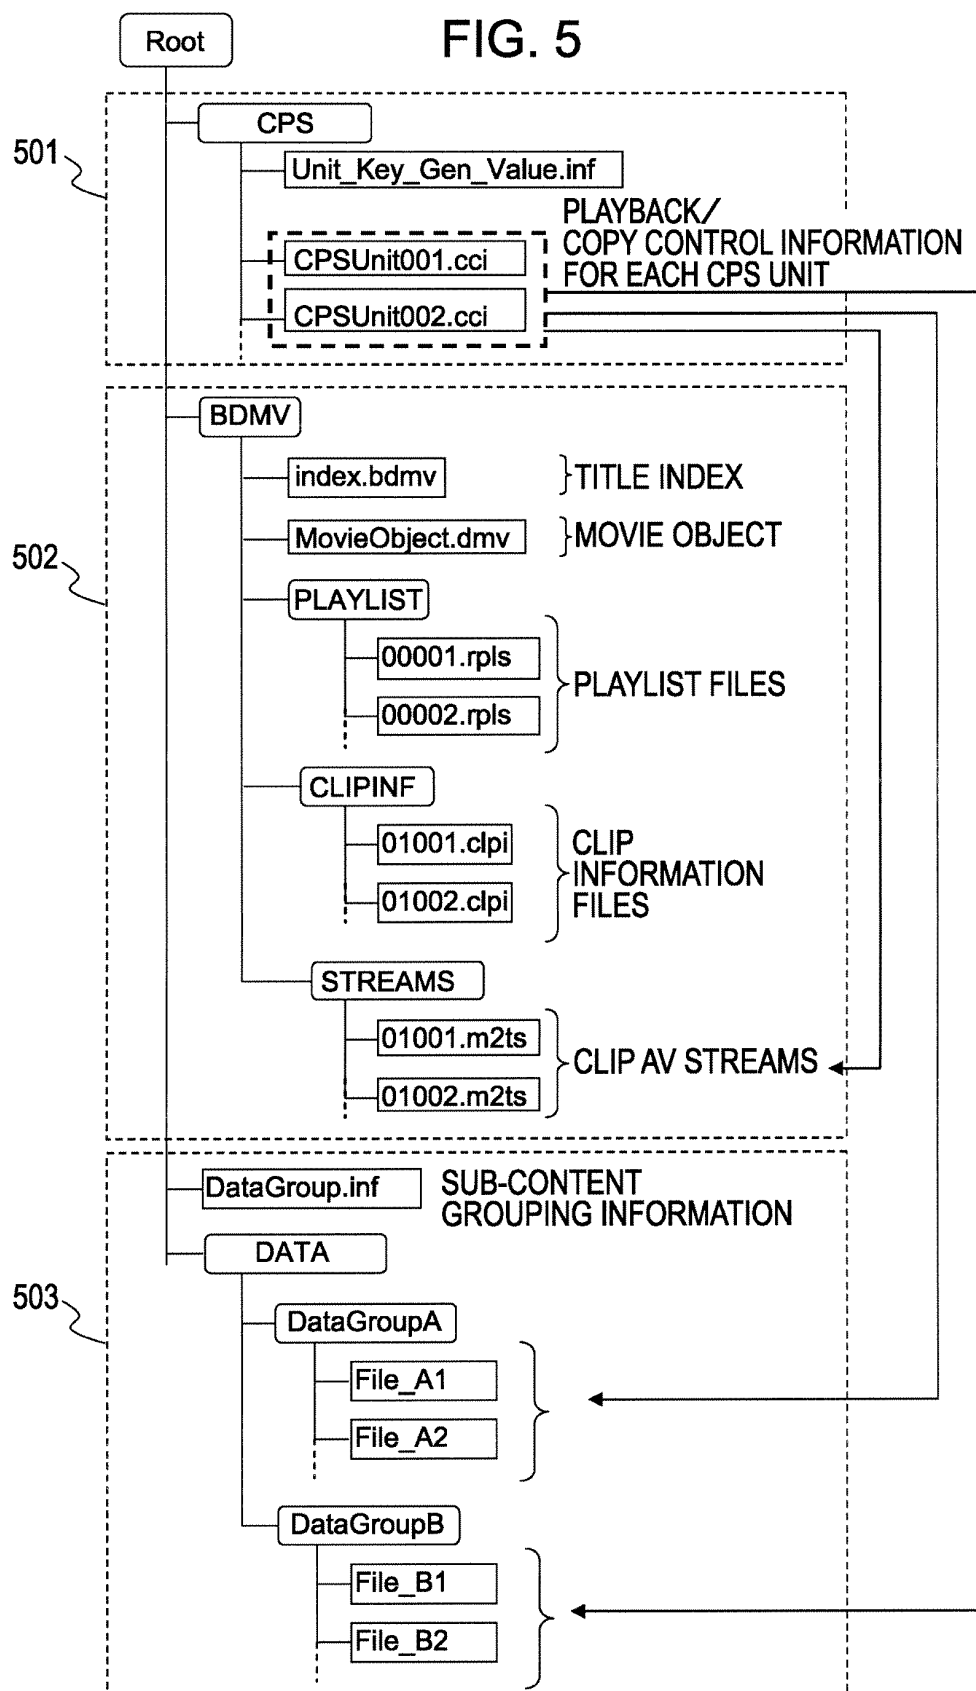 FIG. 5
Root
501
CPS
Unit_Key_Gen_Value.inf
PLAYBACK/
COPY CONTROL INFORMATION
FOR EACH CPS UNIT
CPSUnit001.cci
CPSUnit002.cci
502
BDMV
index.bdmv
TITLE INDEX
MovieObject.dmv
MOVIE OBJECT
PLAYLIST
00001.rpls
00002.rpls
PLAYLIST FILES
CLIPINF
01001.clpi
01002.clpi
CLIP
INFORMATION
FILES
STREAMS
01001.m2ts
01002.m2ts
CLIP AV STREAMS
503
DataGroup.inf
SUB-CONTENT
GROUPING INFORMATION
DATA
DataGroupA
File_A1
File_A2
DataGroupB
File_B1
File_B2